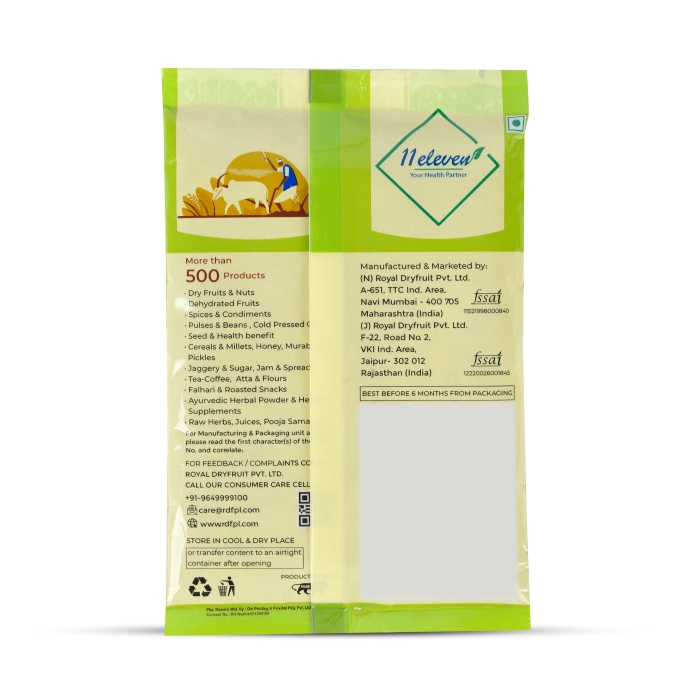 More than
500 Products
· Dry Fruits & Nuts
· Dehydrated Fruits
· Spices & Condiments
· Pulses & Beans , Cold Pressed
· Seed & Health benefit
· Cereals & Millets, Honey,
Pickles
· Jaggery & Sugar, Jam &
· Tea-Coffee, Atta & Flours
· Falhari & Roasted Snacks
· Ayurvedic Herbal Powder &
Supplements
· Raw Herbs, Juices, Pooja
For Manufacturing & Packaging unit
please read the first character(s) of
No. and correlate:
FOR FEEDBACK / COMPLAINTS
ROYAL DRYFRUIT PVT. LTD.
CALL OUR CONSUMER CARE CELL
+91-9649999100
care@rdfpl.com
www.rdfpl.com
STORE IN COOL & DRY PLACE
or transfer content to an airtight
container after opening
PRODUCT
11 eleven
Your Health Partner
Manufactured & Marketed by:
(N) Royal Dryfruit Pvt. Ltd.
A-651, TTC Ind. Area,
Navi Mumbai - 400 705
Maharashtra (India)
fssai
11521998000840
(J) Royal Dryfruit Pvt. Ltd.
F-22, Road No. 2,
VKI Ind. Area,
Jaipur- 302 012
Rajasthan (India)
fssai
12220026001845
BEST BEFORE 6 MONTHS FROM PACKAGING